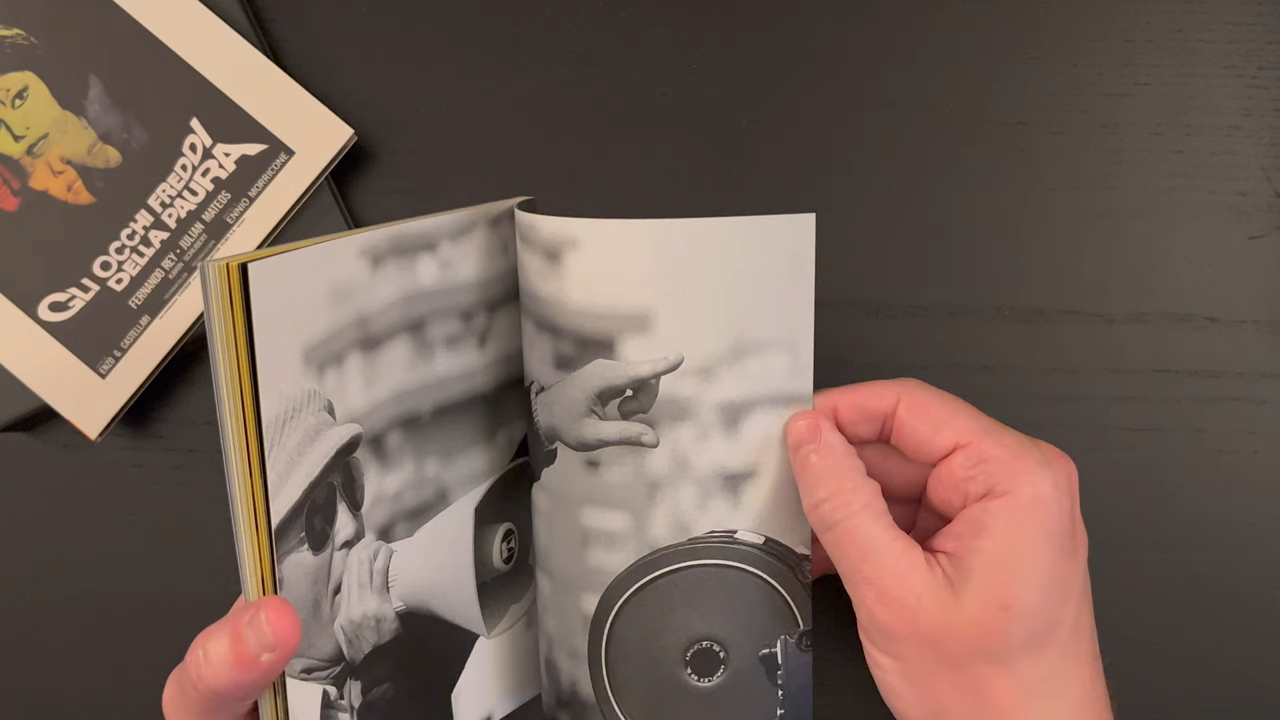 GLI OCCHI FREDDI
DELLA PAURA
FERNANDO REY • JULIAN MATEOS
KARIN SCHUBERT
ENNIO MORRICONE
ENZO G. CASTELLARI